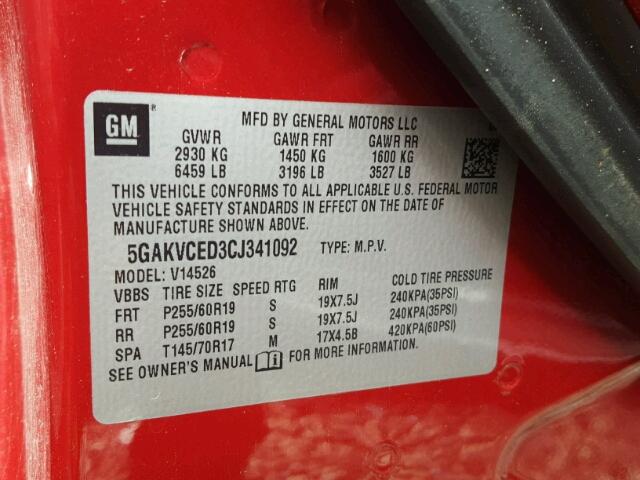 MFD BY GENERAL MOTORS LLC
GM
GVWR GAWR FRT GAWR RR
2930 KG 1450 KG 1600 KG
6459 LB 3196 LB 3527 LB
THIS VEHICLE CONFORMS TO ALL APPLICABLE U.S. FEDERAL MOTOR
VEHICLE SAFETY STANDARDS IN EFFECT ON THE DATE OF
MANUFACTURE SHOWN ABOVE.
5GAKVCED3CJ341092 TYPE: M.P.V.
MODEL: V14526
VBBS TIRE SIZE SPEED RTG RIM COLD TIRE PRESSURE
FRT P255/60R19 S 19X7.5J 240KPA(35PSI)
RR P255/60R19 S 19X7.5J 240KPA(35PSI)
SPA T145/70R17 M 17X4.5B 420KPA(60PSI)
SEE OWNER'S MANUAL FOR MORE INFORMATION.